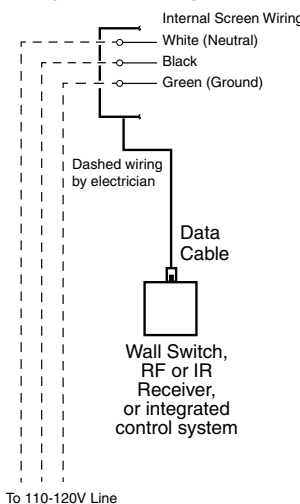 Internal Screen Wiring
White (Neutral)
Black
Green (Ground)
Dashed wiring
by electrician
Data
Cable
Wall Switch,
RF or IR
Receiver,
or integrated
control system
To 110-120V Line